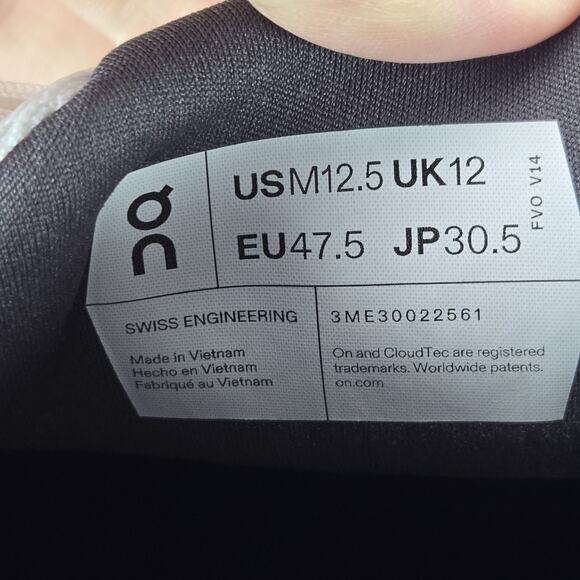 On
USM12.5 UK12
EU47.5 JP30.5
FVO V14
SWISS ENGINEERING
Made in Vietnam
Hecho en Vietnam
Fabriqué au Vietnam
3ME30022561
On and CloudTec are registered
trademarks. Worldwide patents.
on.com